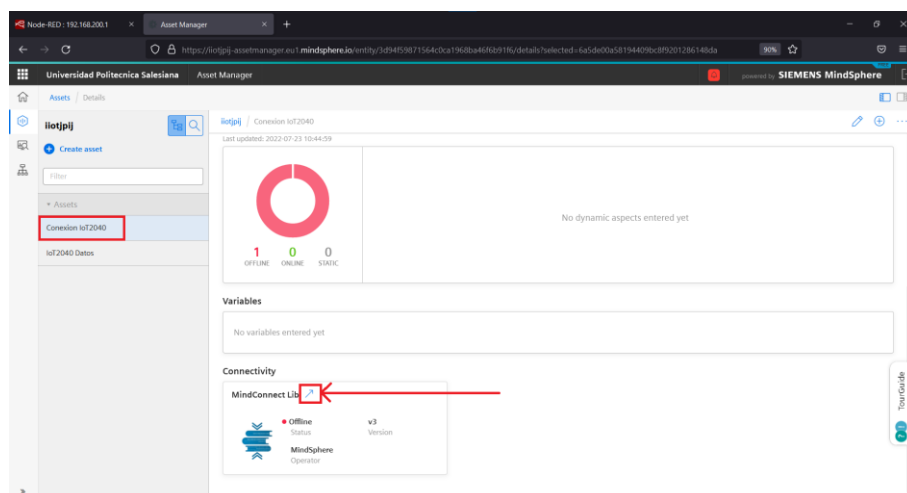 Node-RED : 192.168.200.1
Asset Manager
https://iiotjpij-assetmanager.eu1.mindsphere.io/entity/3d94f59871564c0ca1968ba46f6b91f6/details?selected=6a5de00a58194409bc8f9201286148da
90%
Universidad Politecnica Salesiana
Asset Manager
powered by SIEMENS MindSphere
Assets / Details
iiotjpij
Create asset
Filter
Assets
Conexion IoT2040
IoT2040 Datos
iiotjpij / Conexion IoT2040
Last updated: 2022-07-23 10:44:59
1
OFFLINE
0
ONLINE
0
STATIC
No dynamic aspects entered yet
Variables
No variables entered yet
Connectivity
MindConnect Lib
Offline
Status
v3
Version
MindSphere
Operator
TourGuide